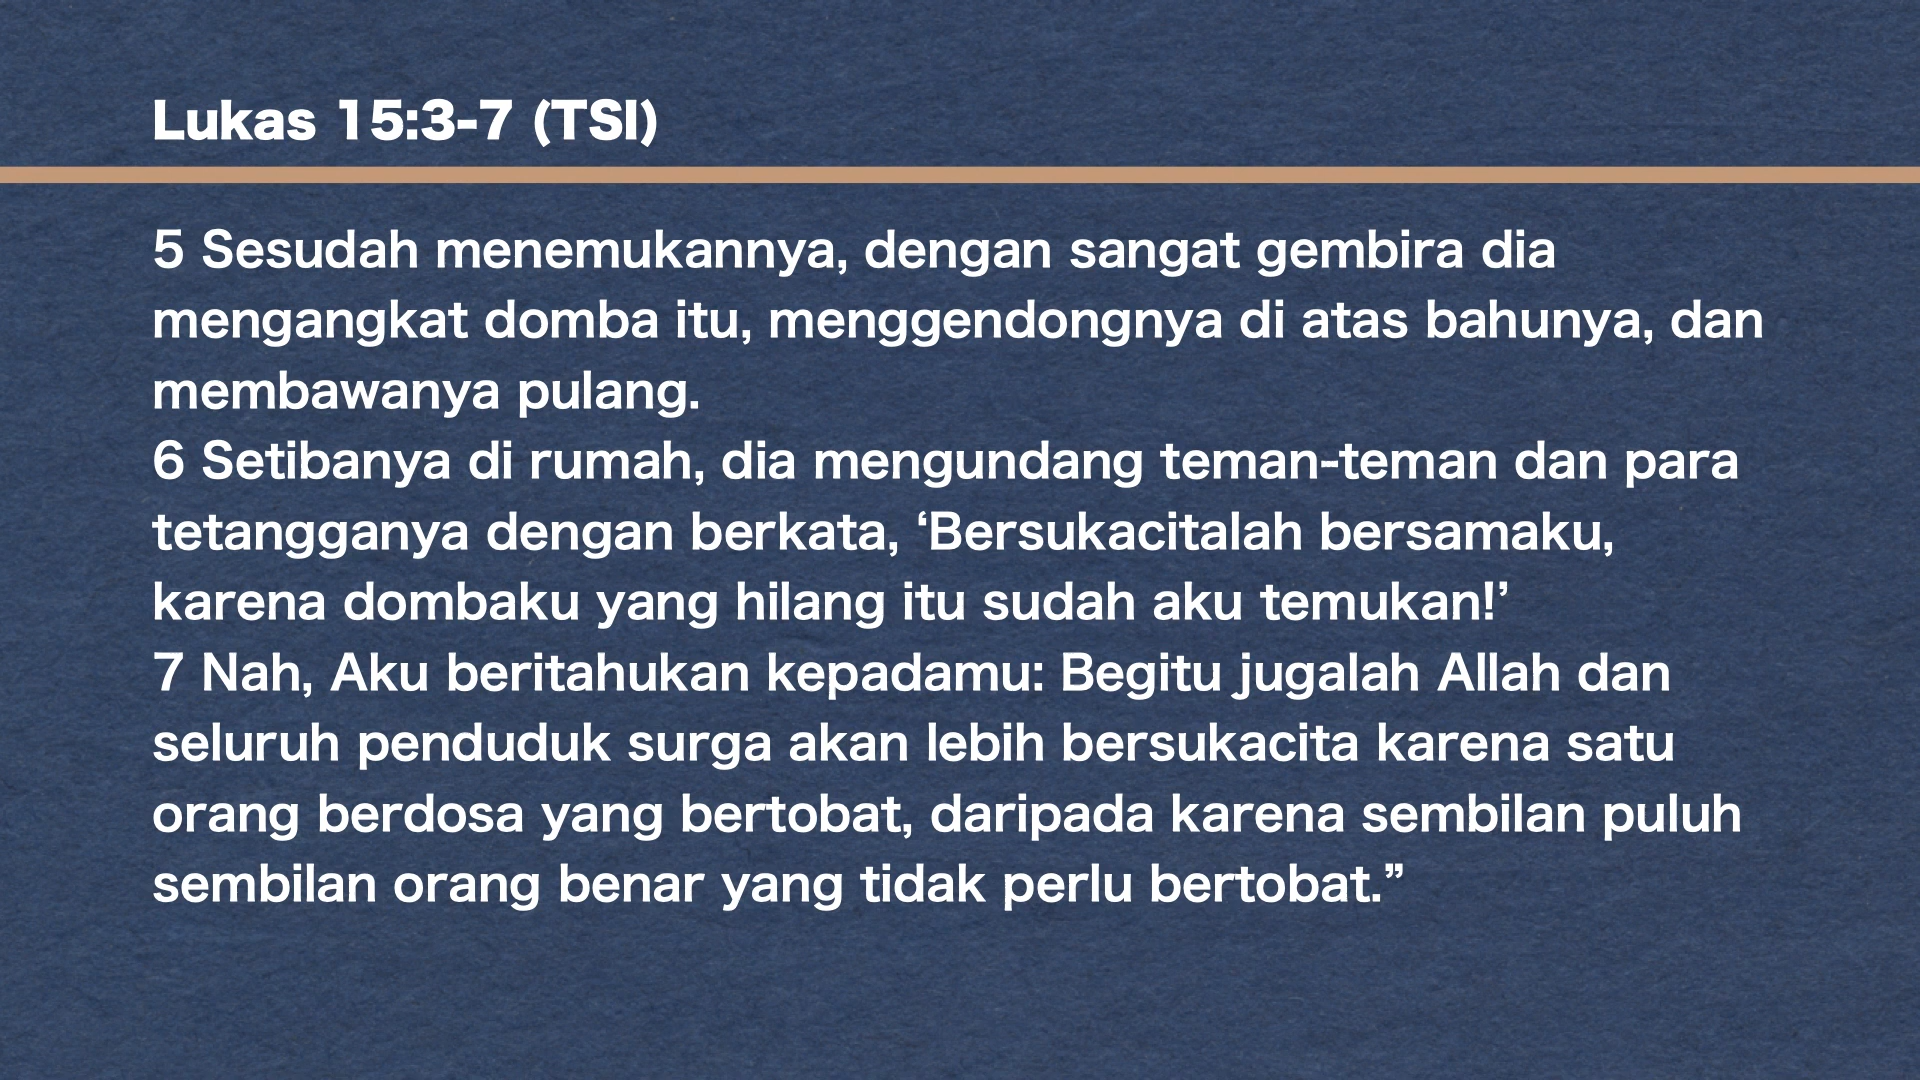 Lukas 15:3-7 (TSI)
5 Sesudah menemukannya, dengan sangat gembira dia
mengangkat domba itu, menggendongnya di atas bahunya, dan
membawanya pulang.
6 Setibanya di rumah, dia mengundang teman-teman dan para
tetangganya dengan berkata, ‘Bersukacitalah bersamaku,
karena dombaku yang hilang itu sudah aku temukan!’
7 Nah, Aku beritahukan kepadamu: Begitu jugalah Allah dan
seluruh penduduk surga akan lebih bersukacita karena satu
orang berdosa yang bertobat, daripada karena sembilan puluh
sembilan orang benar yang tidak perlu bertobat.”